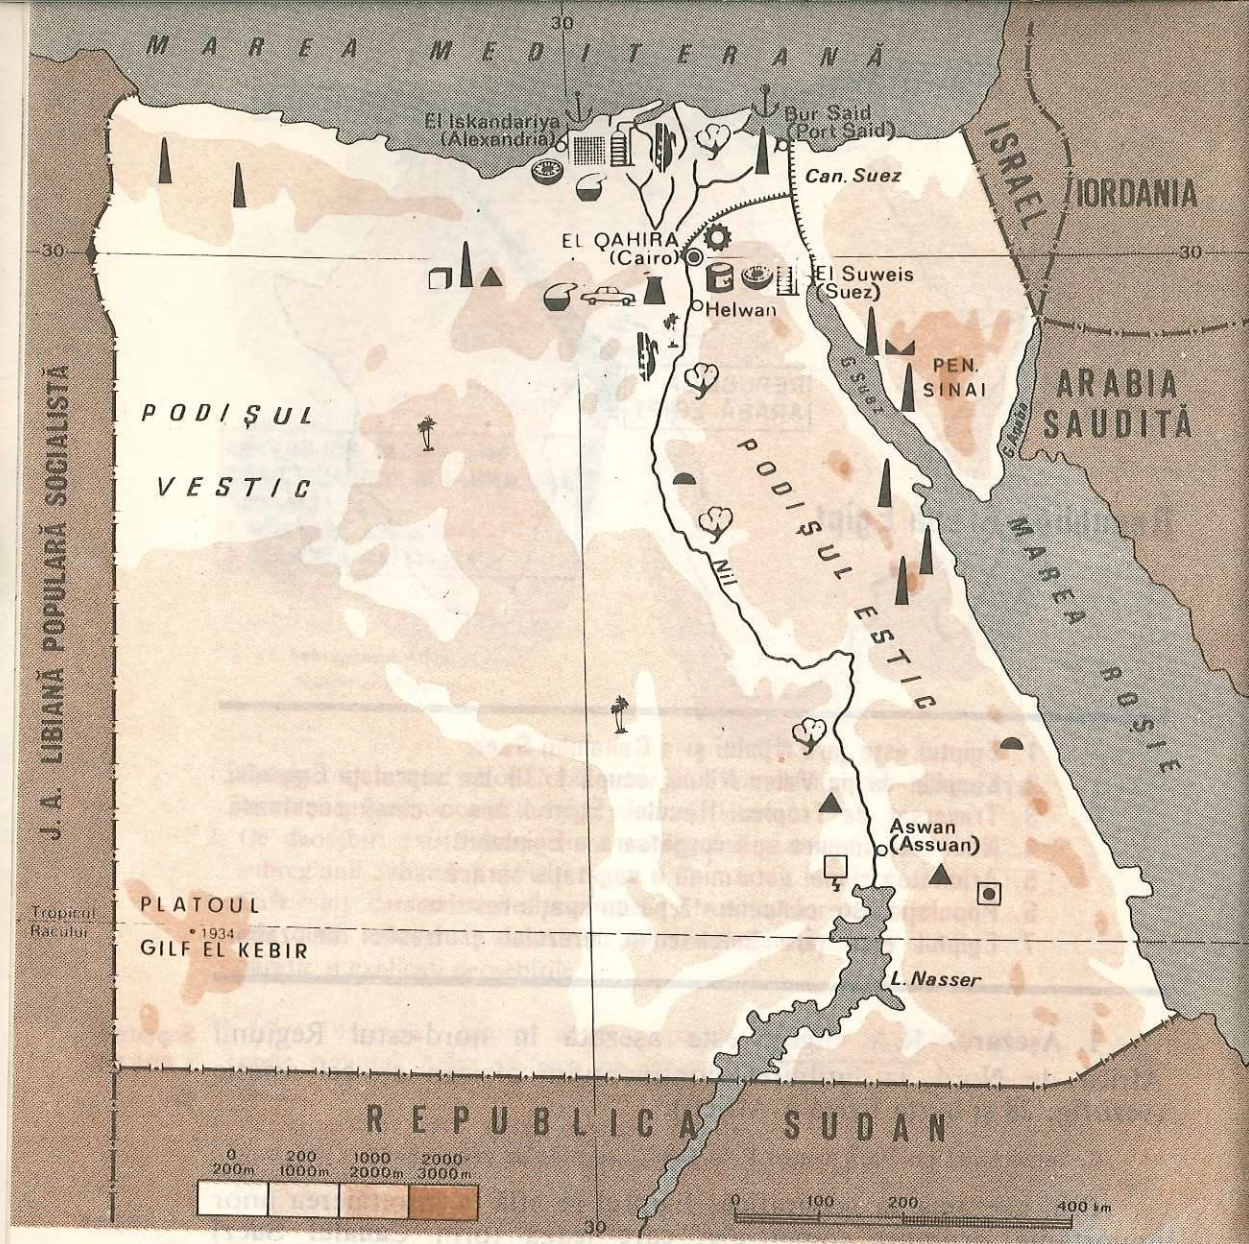 30
MAREA MEDITERANĂ
El Iskandariya
(Alexandria)
Bur Said
(Port Said)
Can. Suez
ISRAEL
IORDANIA
30
30
EL QAHIRA
(Cairo)
El Suweis
(Suez)
Helwan
G. Suez
PEN.
SINAI
G. Aqaba
ARABIA
SAUDITĂ
PODIȘUL
VESTIC
PODIȘUL ESTIC
Nil
MAREA ROȘIE
J. A. LIBIANĂ POPULARĂ SOCIALISTĂ
Aswan
(Assuan)
PLATOUL
1934
GILF EL KEBIR
Tropicul
Racului
L. Nasser
REPUBLICA SUDAN
0 200 1000 2000
200m 1000m 2000m 3000m
0 100 200 400 km
30